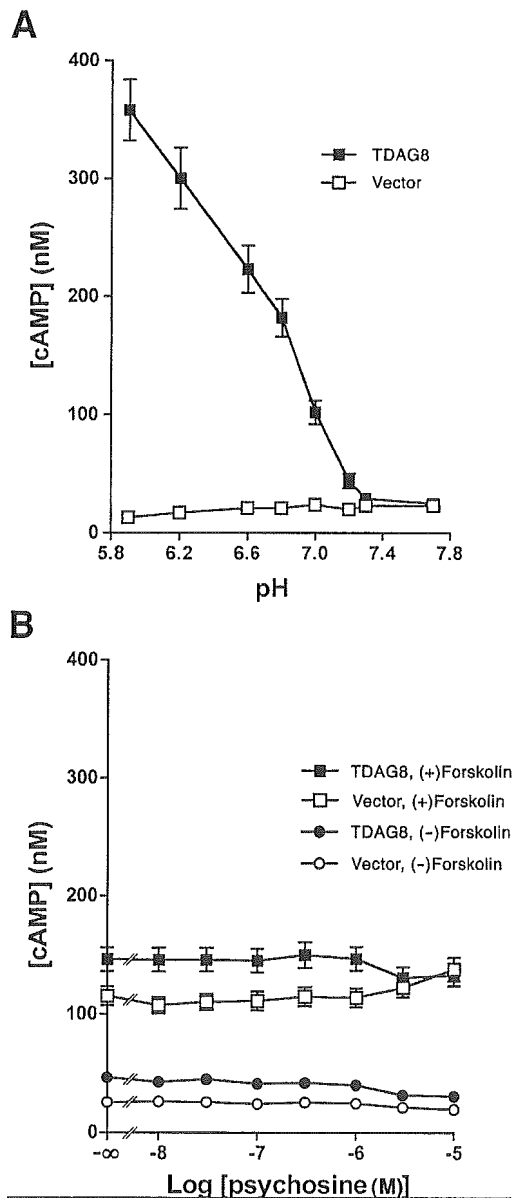 A
400
300
200
100
0
[cAMP] (nM)
TDAG8
Vector
5.8 6.2 6.6 7.0 7.4 7.8
pH
B
400
300
200
100
0
[cAMP] (nM)
TDAG8, (+)Forskolin
Vector, (+)Forskolin
TDAG8, (-)Forskolin
Vector, (-)Forskolin
-∞ -8 -7 -6 -5
Log [psychosine (M)]